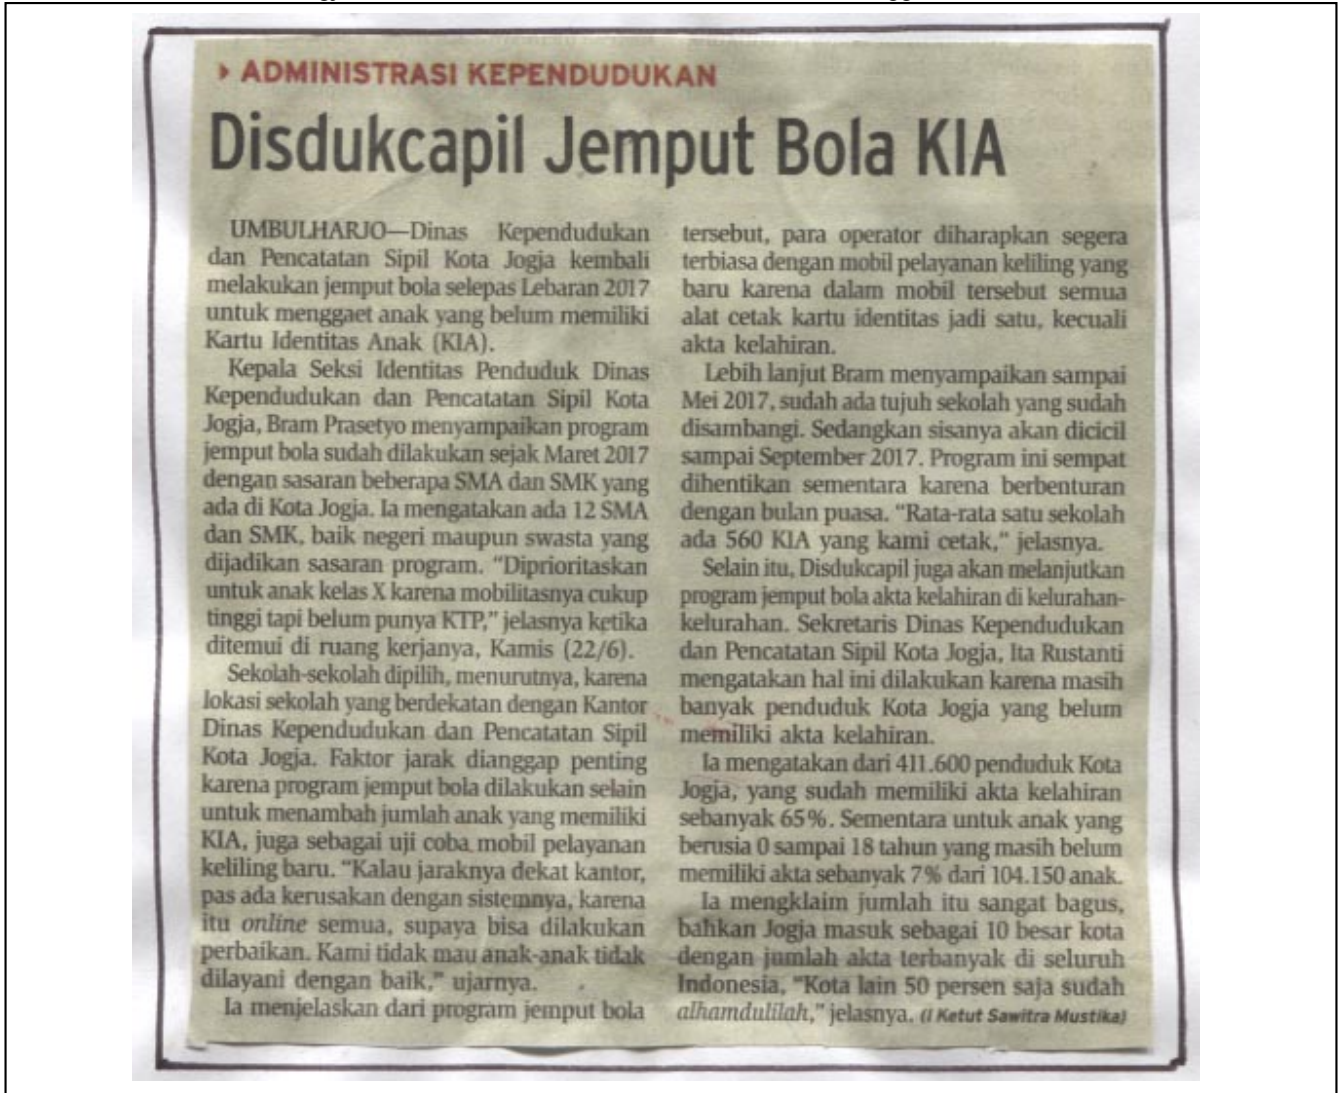 › ADMINISTRASI KEPENDUDUKAN
Disdukcapil Jemput Bola KIA
UMBULHARJO—Dinas Kependudukan
dan Pencatatan Sipil Kota Jogja kembali
melakukan jemput bola selepas Lebaran 2017
untuk menggaet anak yang belum memiliki
Kartu Identitas Anak (KIA).
Kepala Seksi Identitas Penduduk Dinas
Kependudukan dan Pencatatan Sipil Kota
Jogja, Bram Prasetyo menyampaikan program
jemput bola sudah dilakukan sejak Maret 2017
dengan sasaran beberapa SMA dan SMK yang
ada di Kota Jogja. Ia mengatakan ada 12 SMA
dan SMK, baik negeri maupun swasta yang
dijadikan sasaran program. “Diprioritaskan
untuk anak kelas X karena mobilitasnya cukup
tinggi tapi belum punya KTP,” jelasnya ketika
ditemui di ruang kerjanya, Kamis (22/6).
Sekolah-sekolah dipilih, menurutnya, karena
lokasi sekolah yang berdekatan dengan Kantor
Dinas Kependudukan dan Pencatatan Sipil
Kota Jogja. Faktor jarak dianggap penting
karena program jemput bola dilakukan selain
untuk menambah jumlah anak yang memiliki
KIA, juga sebagai uji coba mobil pelayanan
keliling baru. “Kalau jaraknya dekat kantor,
pas ada kerusakan dengan sistemnya, karena
itu online semua, supaya bisa dilakukan
perbaikan. Kami tidak mau anak-anak tidak
dilayani dengan baik,” ujarnya.
Ia menjelaskan dari program jemput bola
tersebut, para operator diharapkan segera
terbiasa dengan mobil pelayanan keliling yang
baru karena dalam mobil tersebut semua
alat cetak kartu identitas jadi satu, kecuali
akta kelahiran.
Lebih lanjut Bram menyampaikan sampai
Mei 2017, sudah ada tujuh sekolah yang sudah
disambangi. Sedangkan sisanya akan dicicil
sampai September 2017. Program ini sempat
dihentikan sementara karena berbenturan
dengan bulan puasa. “Rata-rata satu sekolah
ada 560 KIA yang kami cetak,” jelasnya.
Selain itu, Disdukcapil juga akan melanjutkan
program jemput bola akta kelahiran di kelurahan-
kelurahan. Sekretaris Dinas Kependudukan
dan Pencatatan Sipil Kota Jogja, Ita Rustanti
mengatakan hal ini dilakukan karena masih
banyak penduduk Kota Jogja yang belum
memiliki akta kelahiran.
Ia mengatakan dari 411.600 penduduk Kota
Jogja, yang sudah memiliki akta kelahiran
sebanyak 65%. Sementara untuk anak yang
berusia 0 sampai 18 tahun yang masih belum
memiliki akta sebanyak 7% dari 104.150 anak.
Ia mengklaim jumlah itu sangat bagus,
bahkan Jogja masuk sebagai 10 besar kota
dengan jumlah akta terbanyak di seluruh
Indonesia, “Kota lain 50 persen saja sudah
alhamdulilah,” jelasnya. (I Ketut Sawitra Mustika)